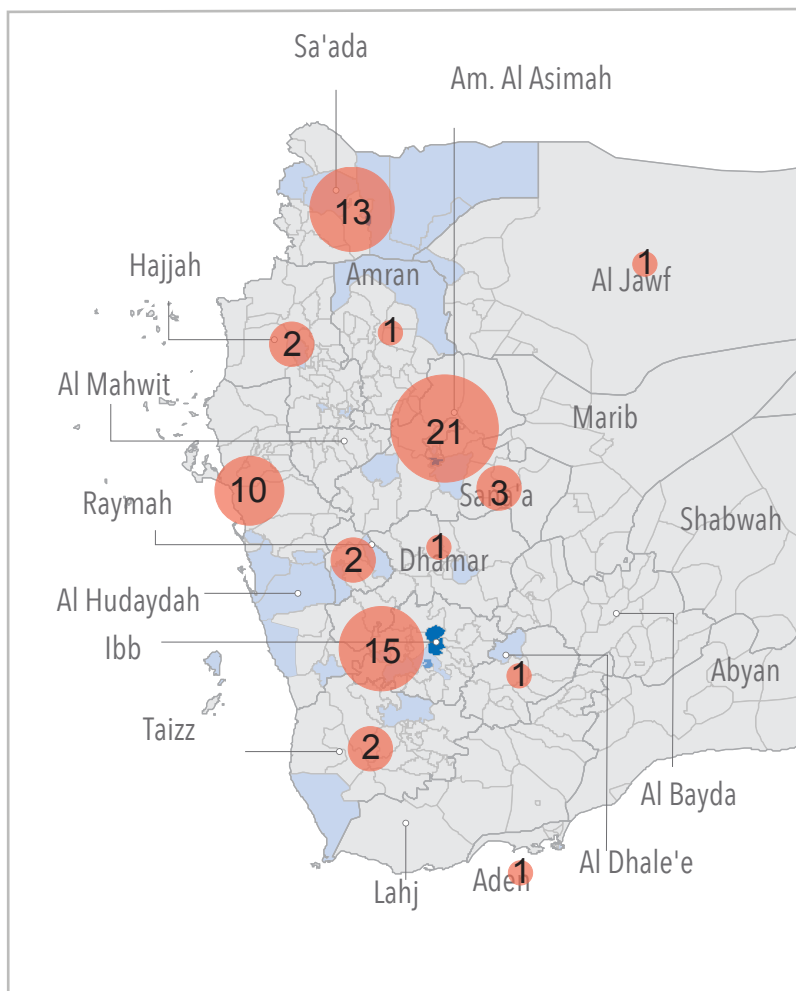 Sa'ada
Am. Al Asimah
13
Hajjah
Amran
1
Al Jawf
2
1
Al Mahwit
Marib
21
10
3
Sana'a
Raymah
Shabwah
2
1
Dhamar
Al Hudaydah
Ibb
15
1
Abyan
Taizz
2
Al Bayda
Al Dhale'e
Lahj
Aden
1